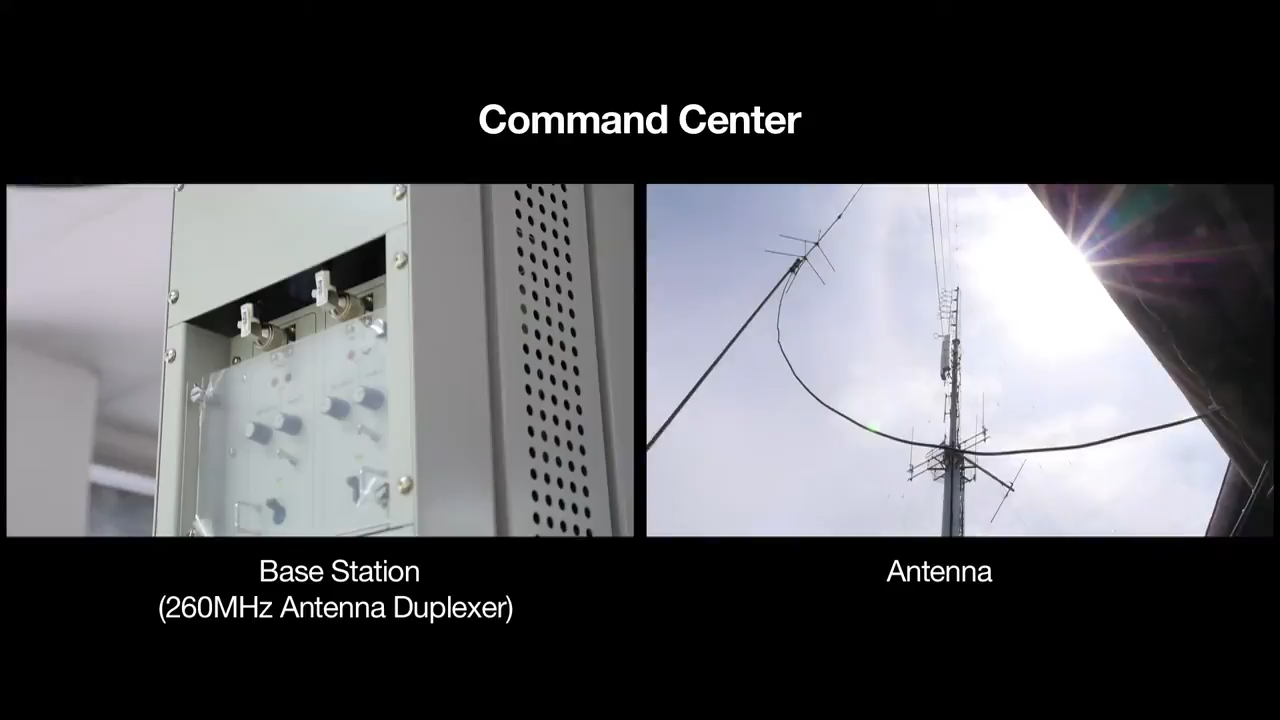 Command Center
Base Station
(260MHz Antenna Duplexer)
Antenna